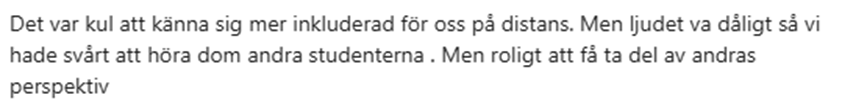 Det var kul att känna sig mer inkluderad för oss på distans. Men ljudet va dåligt så vi
hade svårt att höra dom andra studenterna . Men roligt att få ta del av andras
perspektiv